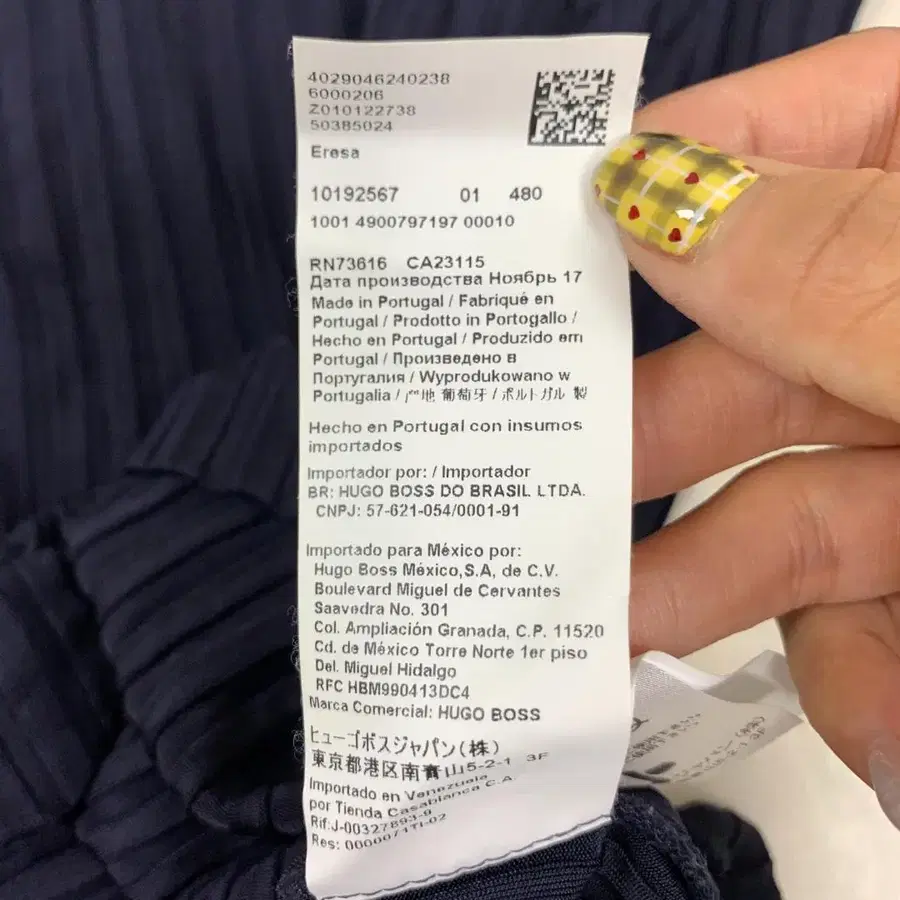 4029046240238
6000206
Z010122738
50385024
Eresa
10192567 01 480
1001 4900797197 00010
RN73616 CA23115
Дата производства Ноябрь 17
Made in Portugal / Fabriqué en
Portugal / Prodotto in Portogallo /
Hecho en Portugal / Produzido em
Portugal / Произведено в
Португалия / Wyprodukowano w
Portugalia / 产地 葡萄牙 / ポルトガル 製
Hecho en Portugal con insumos
importados
Importador por: / Importador
BR: HUGO BOSS DO BRASIL LTDA.
CNPJ: 57-621-054/0001-91
Importado para México por:
Hugo Boss México,S.A, de C.V.
Boulevard Miguel de Cervantes
Saavedra No. 301
Col. Ampliación Granada, C.P. 11520
Cd. de México Torre Norte 1er piso
Del. Miguel Hidalgo
RFC HBM990413DC4
Marca Comercial: HUGO BOSS
ヒューゴボスジャパン(株)
東京都港区南青山5-2-1 3F
Importado en Venezuela
por Tienda Casablanca C.A.
Rif:J-00327893-9
Res: 0000071TI-02